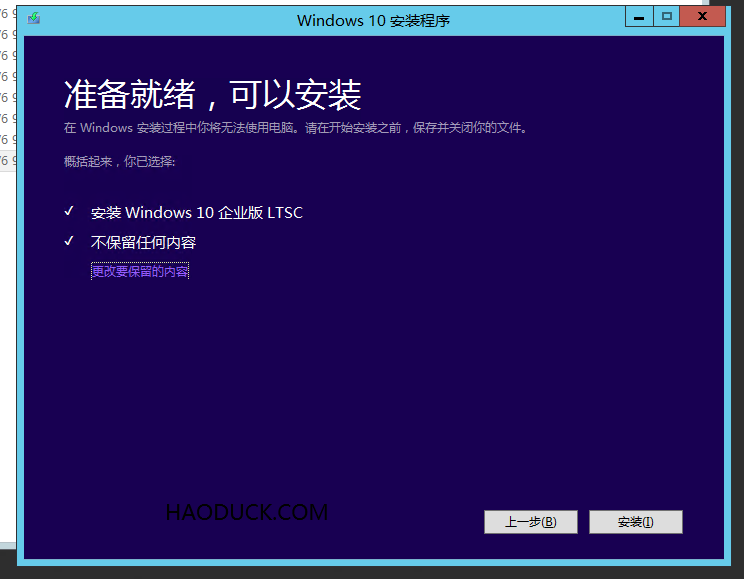 Windows 10 安装程序
准备就绪，可以安装
在 Windows 安装过程中你将无法使用电脑。请在开始安装之前，保存并关闭你的文件。
概括起来，你已选择:
✓ 安装 Windows 10 企业版 LTSC
✓ 不保留任何内容
更改要保留的内容
HAODUCK.COM
上一步(B) 安装(I)